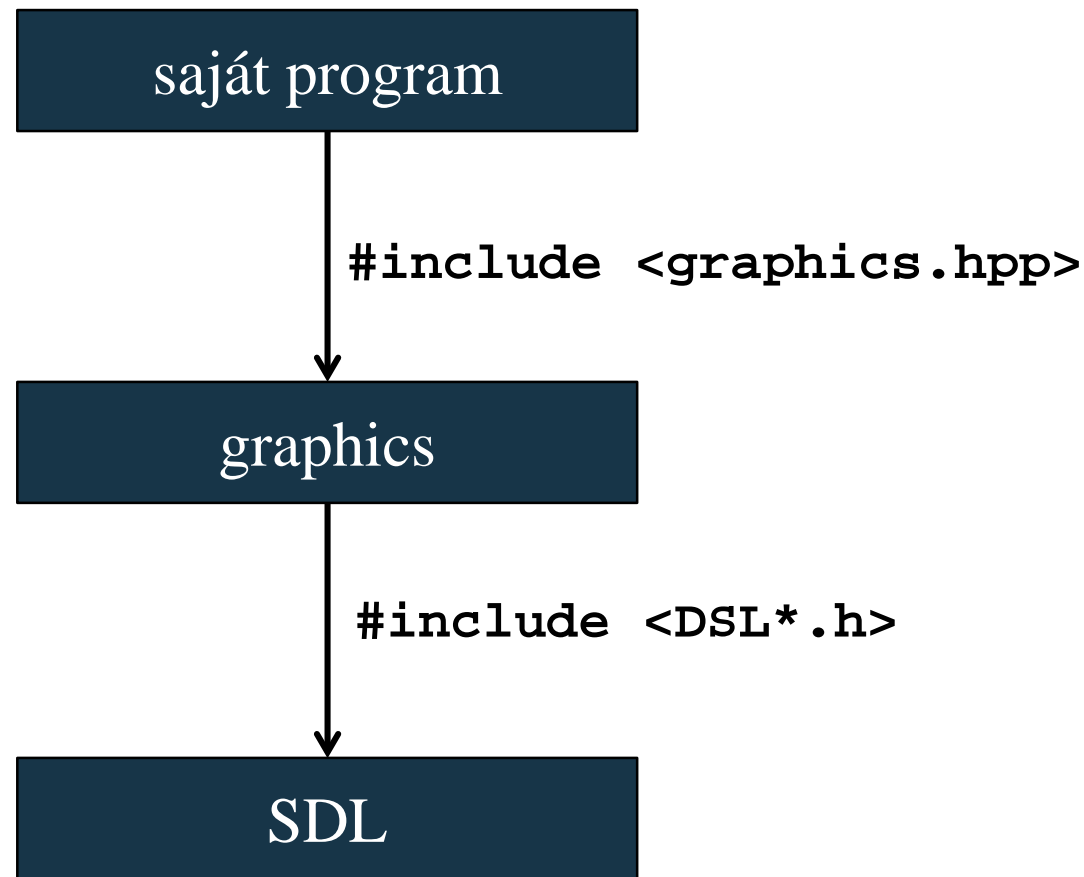 saját program
#include <graphics.hpp>
graphics
#include <DSL*.h>
SDL